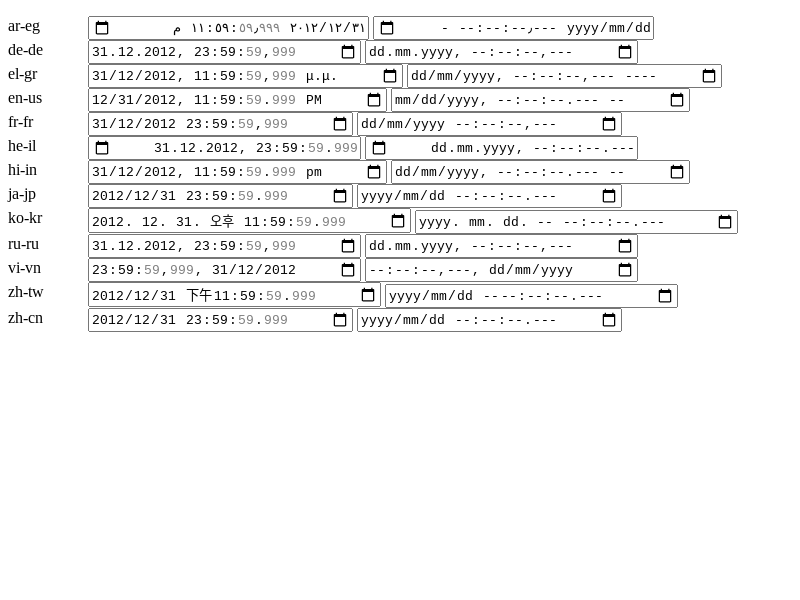 ar-eg ٢٠١٢/١٢/٣١ ١١:٥٩:٥٩٫٩٩٩ م yyyy/mm/dd --:--:--٫--- -
de-de 31.12.2012, 23:59:59,999 dd.mm.yyyy, --:--:--,---
el-gr 31/12/2012, 11:59:59,999 μ.μ. dd/mm/yyyy, --:--:--,--- ----
en-us 12/31/2012, 11:59:59.999 PM mm/dd/yyyy, --:--:--.--- --
fr-fr 31/12/2012 23:59:59,999 dd/mm/yyyy --:--:--,---
he-il 31.12.2012, 23:59:59.999 dd.mm.yyyy, --:--:--.---
hi-in 31/12/2012, 11:59:59.999 pm dd/mm/yyyy, --:--:--.--- --
ja-jp 2012/12/31 23:59:59.999 yyyy/mm/dd --:--:--.---
ko-kr 2012. 12. 31. 오후 11:59:59.999 yyyy. mm. dd. -- --:--:--.---
ru-ru 31.12.2012, 23:59:59,999 dd.mm.yyyy, --:--:--,---
vi-vn 23:59:59,999, 31/12/2012 --:--:--,---, dd/mm/yyyy
zh-tw 2012/12/31 下午11:59:59.999 yyyy/mm/dd ----:--:--.---
zh-cn 2012/12/31 23:59:59.999 yyyy/mm/dd --:--:--.---